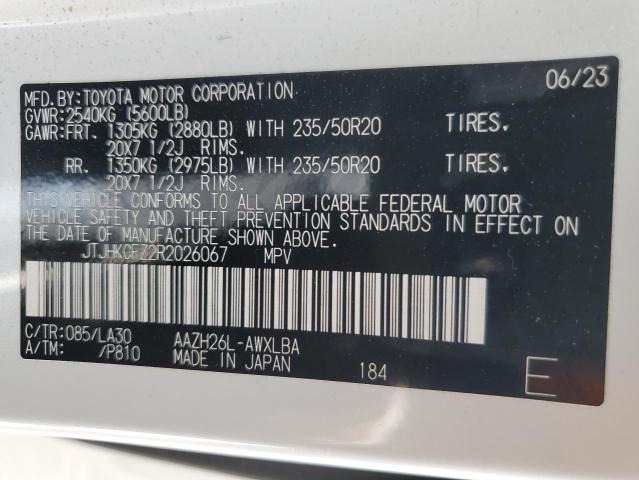 MFD.BY:TOYOTA MOTOR CORPORATION 06/23
GVWR:2540KG (5600LB)
GAWR:FRT. 1305KG (2880LB) WITH 235/50R20 TIRES.
20X7 1/2J RIMS.
RR. 1350KG (2975LB) WITH 235/50R20 TIRES.
20X7 1/2J RIMS.
THIS VEHICLE CONFORMS TO ALL APPLICABLE FEDERAL MOTOR
VEHICLE SAFETY AND THEFT PREVENTION STANDARDS IN EFFECT ON
THE DATE OF MANUFACTURE SHOWN ABOVE.
JTJHKCFZ2R2026067 MPV
C/TR:085/LA30 AAZH26L-AWXLBA
A/TM: /P810 MADE IN JAPAN 184 E